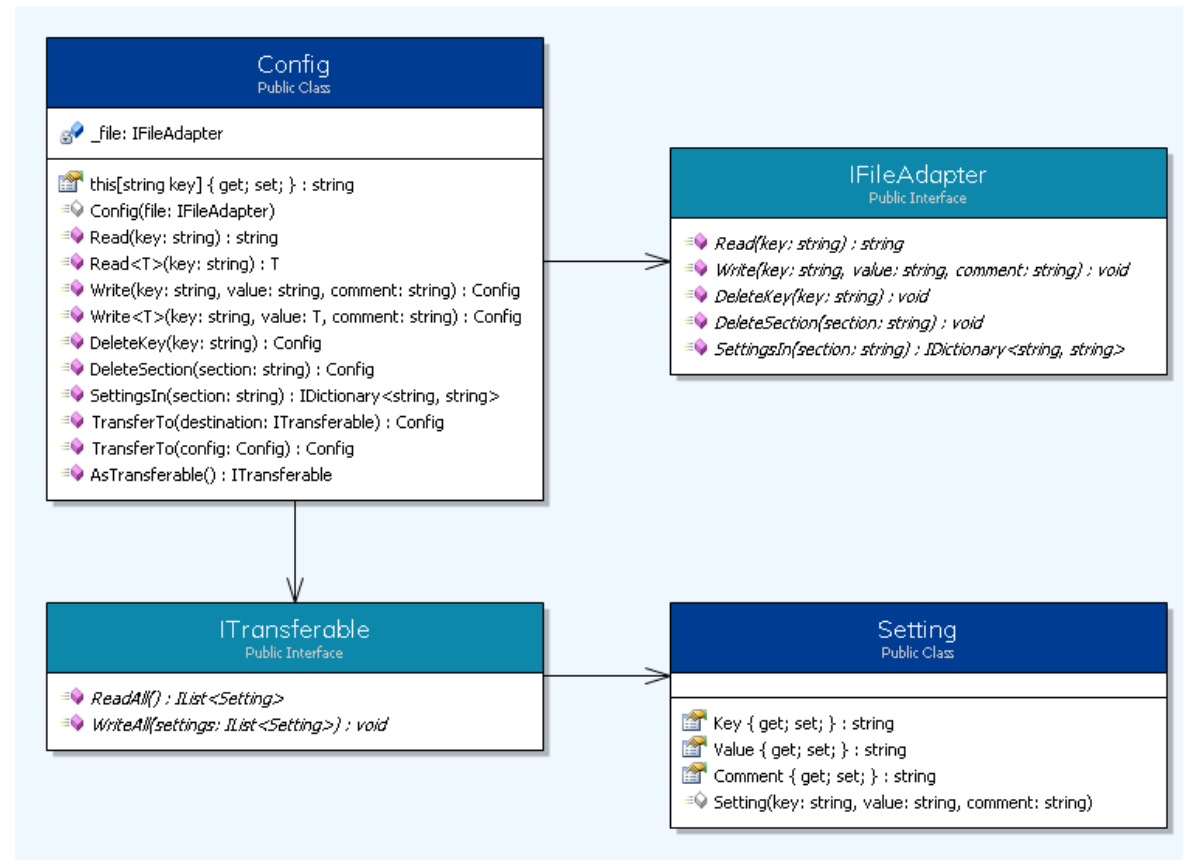 Config
Public Class
_file: IFileAdapter
this[string key] { get; set; } : string
Config(file: IFileAdapter)
Read(key: string) : string
Read<T>(key: string) : T
Write(key: string, value: string, comment: string) : Config
Write<T>(key: string, value: T, comment: string) : Config
DeleteKey(key: string) : Config
DeleteSection(section: string) : Config
SettingsIn(section: string) : IDictionary<string, string>
TransferTo(destination: ITransferable) : Config
TransferTo(config: Config) : Config
AsTransferable() : ITransferable
IFileAdapter
Public Interface
Read(key: string) : string
Write(key: string, value: string, comment: string) : void
DeleteKey(key: string) : void
DeleteSection(section: string) : void
SettingsIn(section: string) : IDictionary<string, string>
ITransferable
Public Interface
ReadAll() : IList<Setting>
WriteAll(settings: IList<Setting>) : void
Setting
Public Class
Key { get; set; } : string
Value { get; set; } : string
Comment { get; set; } : string
Setting(key: string, value: string, comment: string)